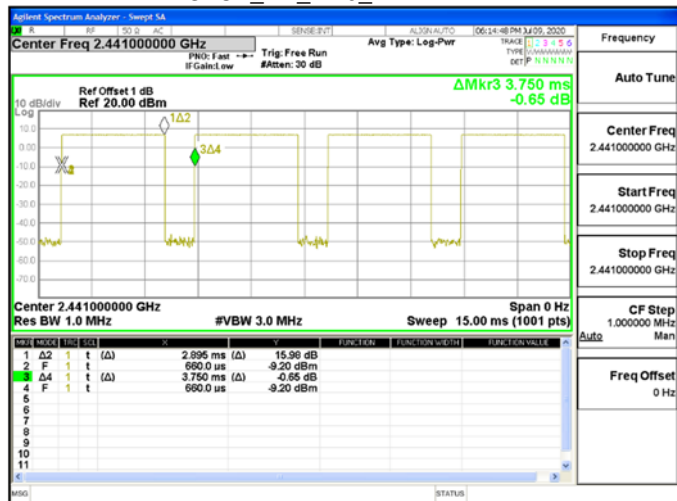 Agilent Spectrum Analyzer - Swept SA
R RF 50 Ω AC SENSE:INT ALIGN AUTO 06:14:48 PM Jul 09, 2020
Center Freq 2.441000000 GHz
PNO: Fast
IFGain:Low
Trig: Free Run
#Atten: 30 dB
Avg Type: Log-Pwr
TRACE 1 2 3 4 5 6
TYPE
DET P N N N N N
Ref Offset 1 dB
10 dB/div Ref 20.00 dBm
Log
ΔMkr3 3.750 ms
-0.65 dB
10.0
0.00
-10.0
-20.0
-30.0
-40.0
-50.0
-60.0
-70.0
1Δ2
3Δ4
Center 2.441000000 GHz Span 0 Hz
Res BW 1.0 MHz #VBW 3.0 MHz Sweep 15.00 ms (1001 pts)
MKR MODE TRC SCL X Y FUNCTION FUNCTION WIDTH FUNCTION VALUE
1 Δ2 1 t (Δ) 2.895 ms (Δ) 15.98 dB
2 F 1 t 660.0 us -9.20 dBm
3 Δ4 1 t (Δ) 3.750 ms (Δ) -0.65 dB
4 F 1 t 660.0 us -9.20 dBm
5
6
7
8
9
10
11
MSG STATUS
Frequency
Auto Tune
Center Freq
2.441000000 GHz
Start Freq
2.441000000 GHz
Stop Freq
2.441000000 GHz
CF Step
1.000000 MHz
Auto Man
Freq Offset
0 Hz